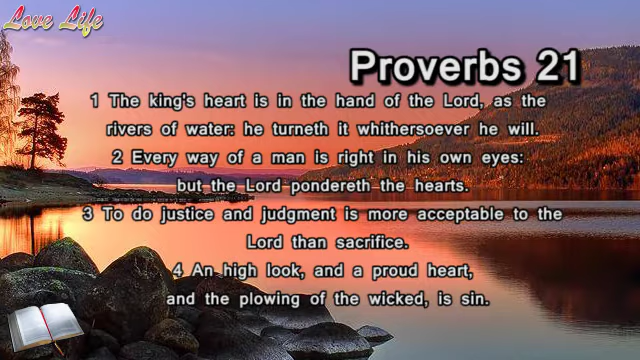 Love Life
Proverbs 21
1 The king's heart is in the hand of the Lord, as the
rivers of water: he turneth it whithersoever he will.
2 Every way of a man is right in his own eyes:
but the Lord pondereth the hearts.
3 To do justice and judgment is more acceptable to the
Lord than sacrifice.
4 An high look, and a proud heart,
and the plowing of the wicked, is sin.